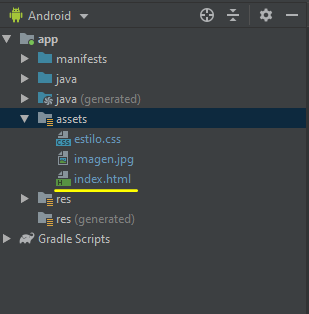 Android
app
manifests
java
java (generated)
assets
estilo.css
imagen.jpg
index.html
res
res (generated)
Gradle Scripts